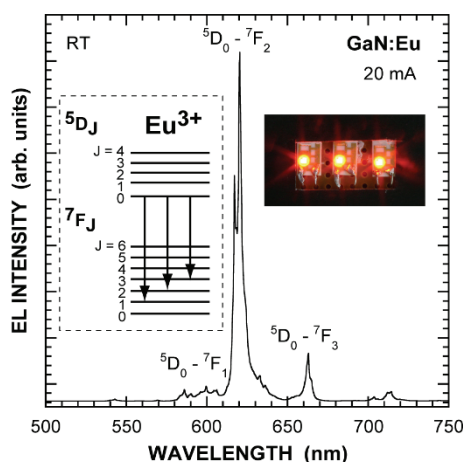 ⁵D₀ - ⁷F₂
RT
GaN:Eu
20 mA
⁵D_J
Eu³⁺
J = 4
3
2
1
0
⁷F_J
J = 6
5
4
3
2
1
0
⁵D₀ - ⁷F₁
⁵D₀ - ⁷F₃
EL INTENSITY (arb. units)
500 550 600 650 700 750
WAVELENGTH (nm)